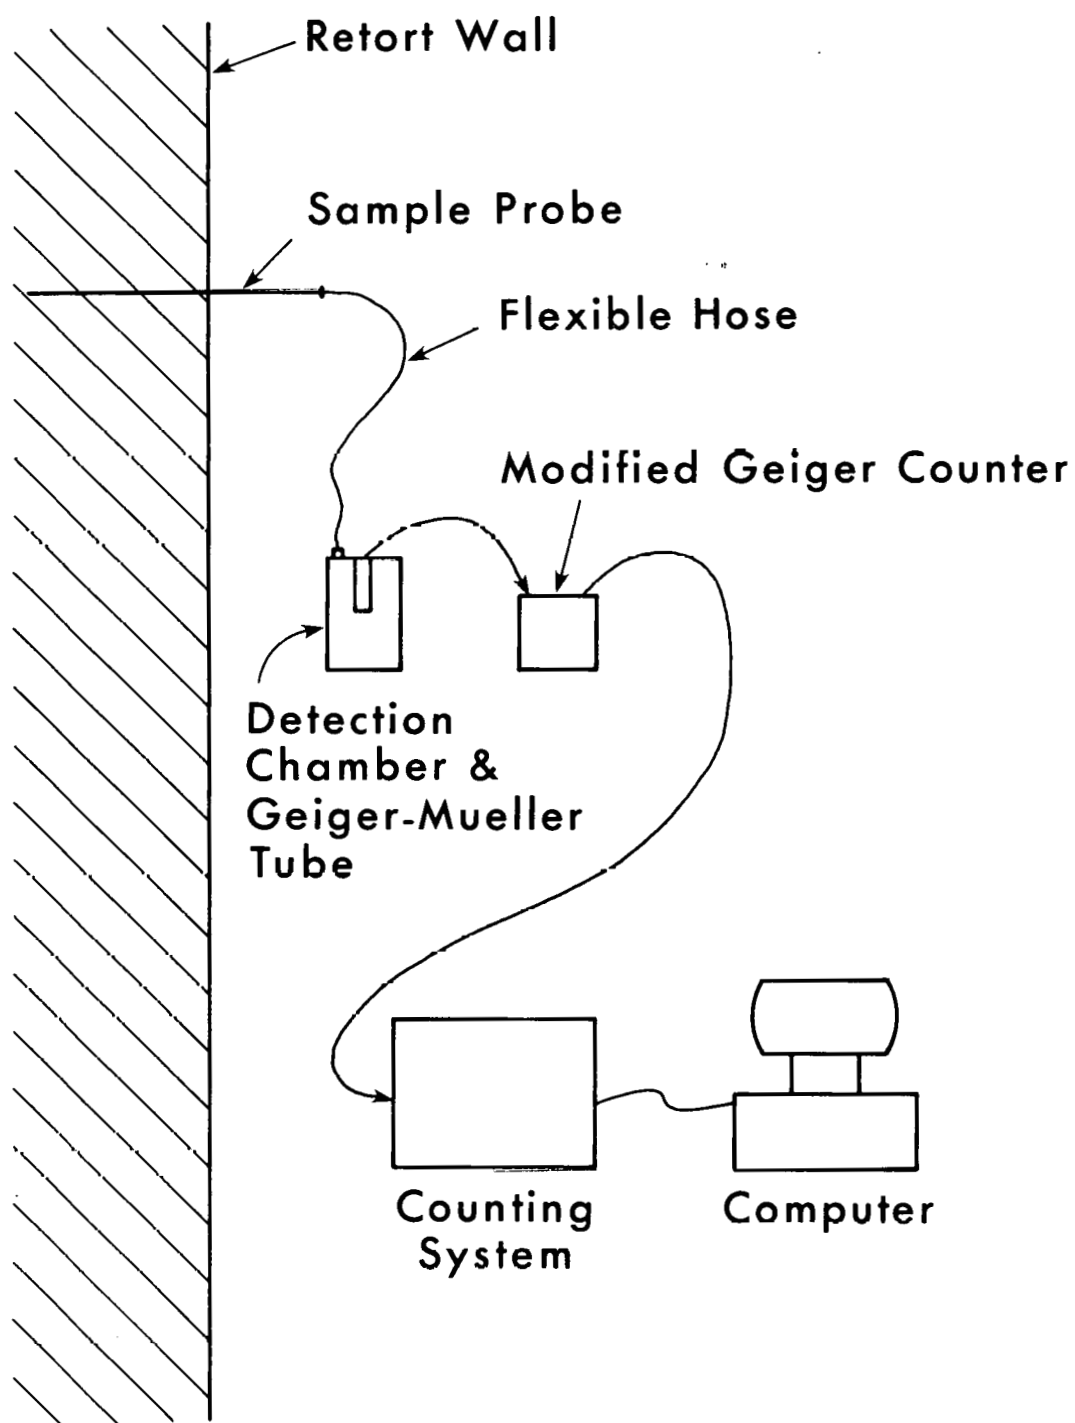 Retort Wall
Sample Probe
Flexible Hose
Modified Geiger Counter
Detection
Chamber &
Geiger-Mueller
Tube
Counting
System
Computer